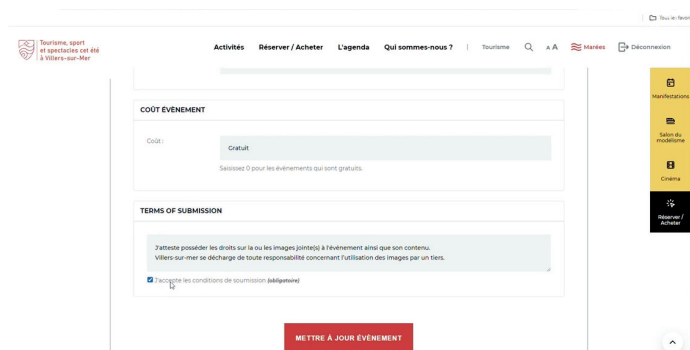 Tous les favoris
Tourisme, sport
et spectacles cet été
à Villers-sur-Mer
Activités Réserver / Acheter L'agenda Qui sommes-nous ? | Tourisme A A Marées Déconnexion
Manifestations
Salon du
modélisme
Cinéma
Réserver /
Acheter
COÛT ÉVÈNEMENT
Coût :
Gratuit
Saisissez 0 pour les évènements qui sont gratuits.
TERMS OF SUBMISSION
J'atteste posséder les droits sur la ou les images jointe(s) à l'événement ainsi que son contenu.
Villers-sur-mer se décharge de toute responsabilité concernant l'utilisation des images par un tiers.
J'accepte les conditions de soumission (obligatoire)
METTRE À JOUR ÉVÈNEMENT